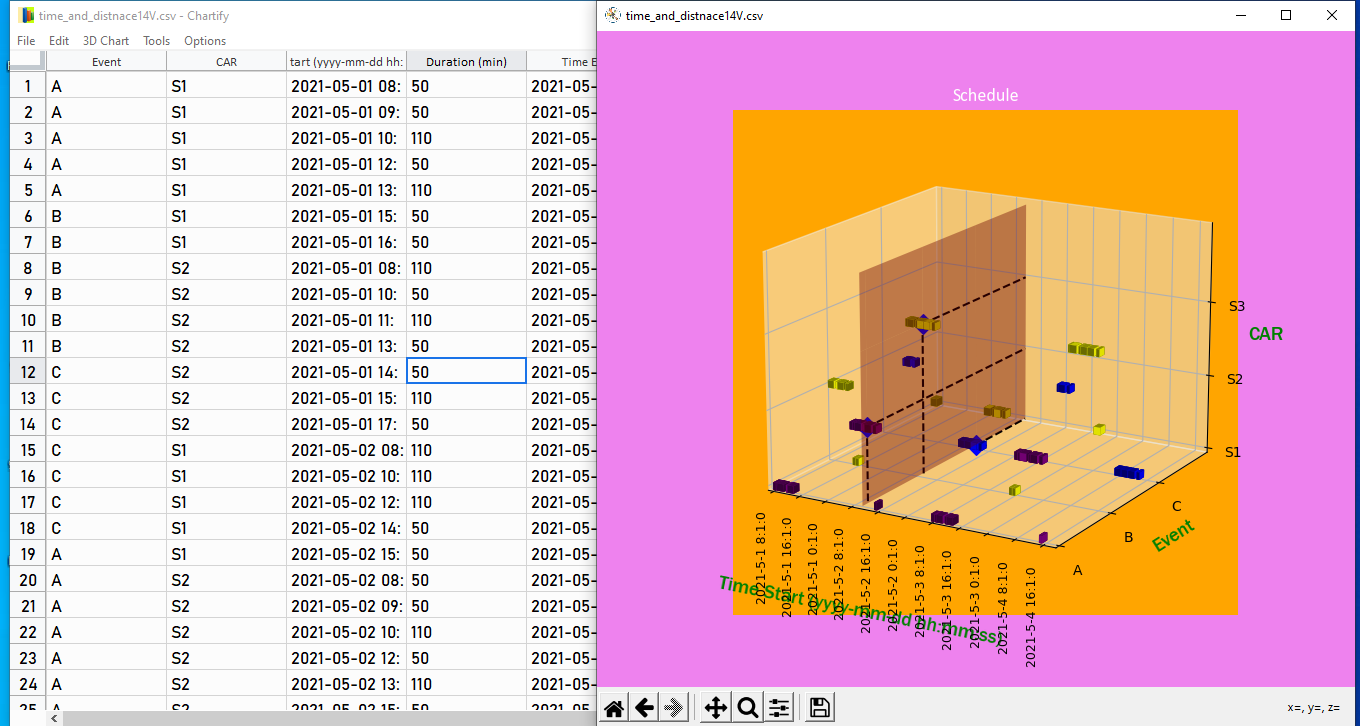 time_and_distnace14V.csv - Chartify
File Edit 3D Chart Tools Options
Event CAR tart (yyyy-mm-dd hh: Duration (min) Time E
1 A S1 2021-05-01 08: 50 2021-05-
2 A S1 2021-05-01 09: 50 2021-05-
3 A S1 2021-05-01 10: 110 2021-05-
4 A S1 2021-05-01 12: 50 2021-05-
5 A S1 2021-05-01 13: 110 2021-05-
6 B S1 2021-05-01 15: 50 2021-05-
7 B S1 2021-05-01 16: 50 2021-05-
8 B S2 2021-05-01 08: 110 2021-05-
9 B S2 2021-05-01 10: 50 2021-05-
10 B S2 2021-05-01 11: 110 2021-05-
11 B S2 2021-05-01 13: 50 2021-05-
12 C S2 2021-05-01 14: 50 2021-05-
13 C S2 2021-05-01 15: 110 2021-05-
14 C S2 2021-05-01 17: 50 2021-05-
15 C S1 2021-05-02 08: 110 2021-05-
16 C S1 2021-05-02 10: 110 2021-05-
17 C S1 2021-05-02 12: 110 2021-05-
18 C S1 2021-05-02 14: 50 2021-05-
19 A S1 2021-05-02 15: 50 2021-05-
20 A S2 2021-05-02 08: 50 2021-05-
21 A S2 2021-05-02 09: 50 2021-05-
22 A S2 2021-05-02 10: 110 2021-05-
23 A S2 2021-05-02 12: 50 2021-05-
24 A S2 2021-05-02 13: 110 2021-05-
25 A S2 2021-05-02 15: 50 2021-05-
time_and_distnace14V.csv
Schedule
S3
CAR
S2
S1
C
Event
B
A
2021-5-1 8:1:0
2021-5-1 16:1:0
2021-5-1 0:1:0
2021-5-2 8:1:0
2021-5-2 16:1:0
2021-5-2 0:1:0
2021-5-3 8:1:0
2021-5-3 16:1:0
2021-5-3 0:1:0
2021-5-4 8:1:0
2021-5-4 16:1:0
Time Start (yyyy-mm-dd hh:mm:ss)
x=, y=, z=